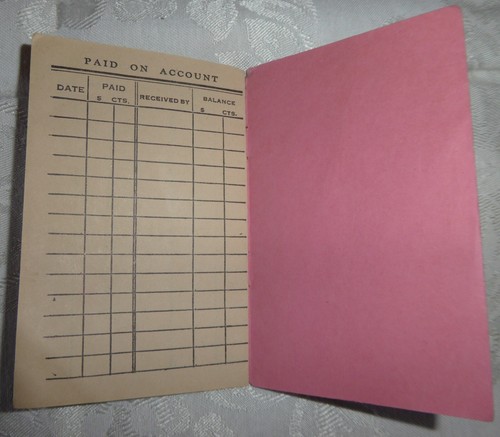 PAID ON ACCOUNT
DATE PAID RECEIVED BY BALANCE
$ CTS. $ CTS.